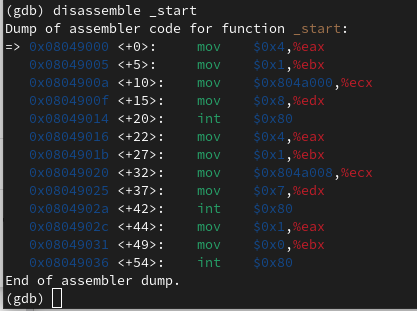 (gdb) disassemble _start
Dump of assembler code for function _start:
=> 0x08049000 <+0>:     mov    $0x4,%eax
   0x08049005 <+5>:     mov    $0x1,%ebx
   0x0804900a <+10>:    mov    $0x804a000,%ecx
   0x0804900f <+15>:    mov    $0x8,%edx
   0x08049014 <+20>:    int    $0x80
   0x08049016 <+22>:    mov    $0x4,%eax
   0x0804901b <+27>:    mov    $0x1,%ebx
   0x08049020 <+32>:    mov    $0x804a008,%ecx
   0x08049025 <+37>:    mov    $0x7,%edx
   0x0804902a <+42>:    int    $0x80
   0x0804902c <+44>:    mov    $0x1,%eax
   0x08049031 <+49>:    mov    $0x0,%ebx
   0x08049036 <+54>:    int    $0x80
End of assembler dump.
(gdb)